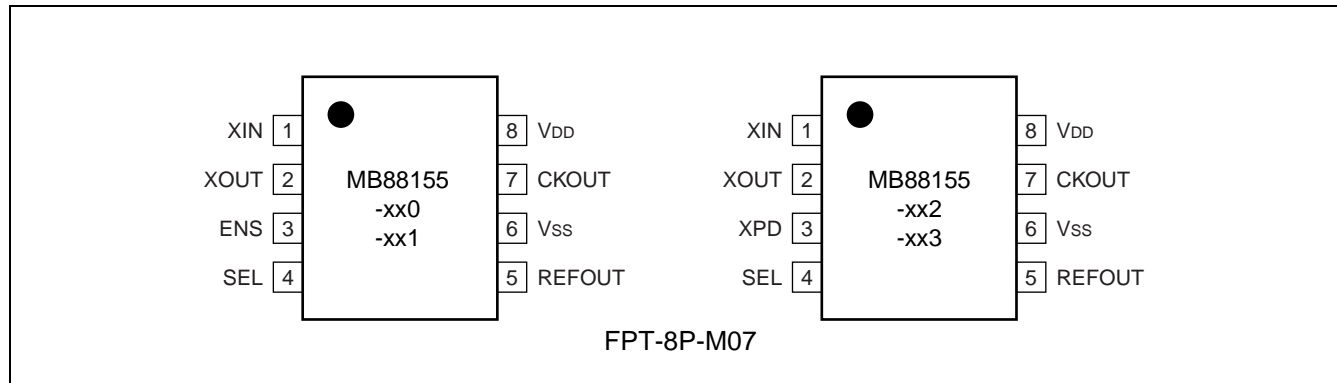 XIN 1
XOUT 2
ENS 3
SEL 4
MB88155
-xx0
-xx1
8 VDD
7 CKOUT
6 VSS
5 REFOUT
XIN 1
XOUT 2
XPD 3
SEL 4
MB88155
-xx2
-xx3
8 VDD
7 CKOUT
6 VSS
5 REFOUT
FPT-8P-M07